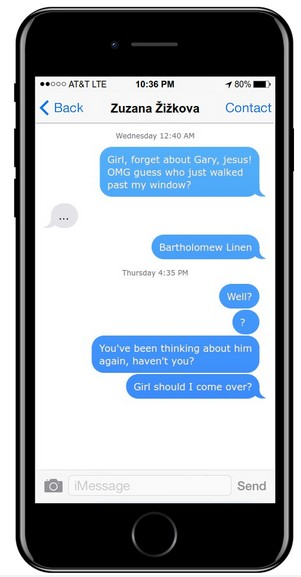 AT&T LTE 10:36 PM 80%
Back Zuzana Žižkova Contact
Wednesday 12:40 AM
Girl, forget about Gary, jesus!
OMG guess who just walked
past my window?
...
Bartholomew Linen
Thursday 4:35 PM
Well?
?
You've been thinking about him
again, haven't you?
Girl should I come over?
iMessage Send